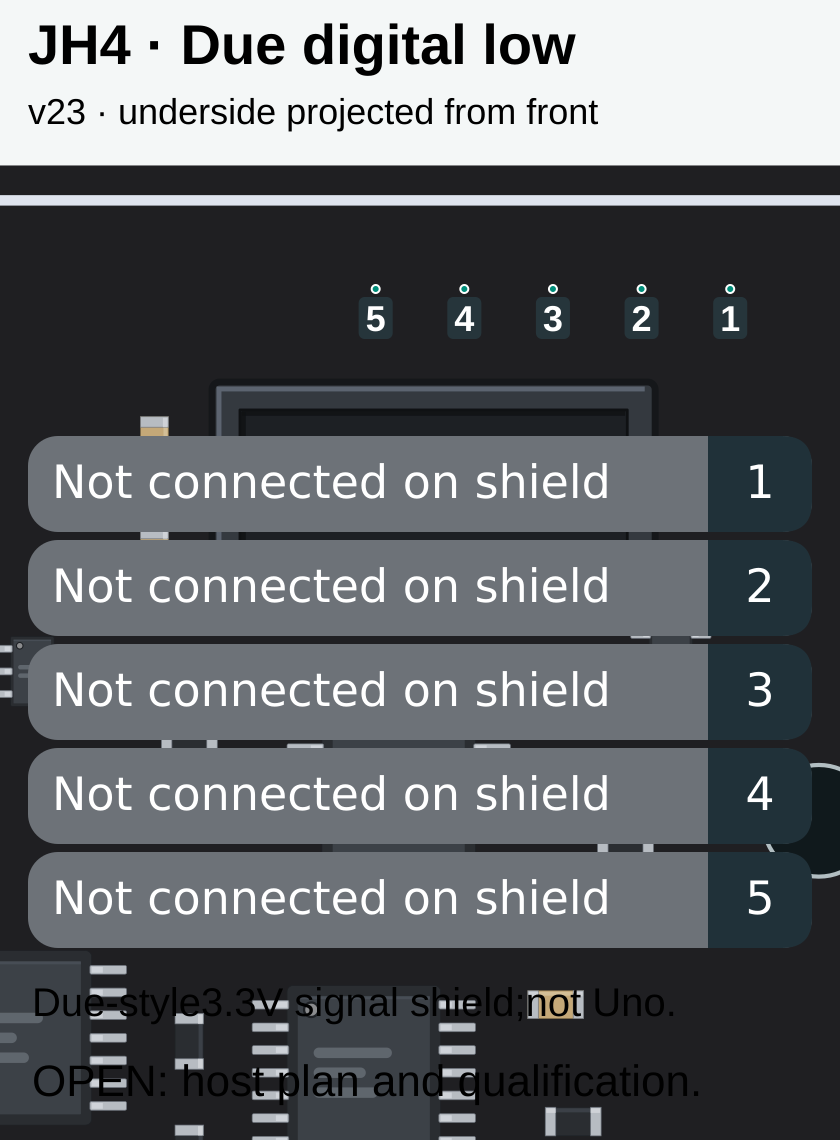 JH4 · Due digital low
v23 · underside projected from front
5 4 3 2 1
Not connected on shield 1
Not connected on shield 2
Not connected on shield 3
Not connected on shield 4
Not connected on shield 5
Due-style3.3V signal shield;not Uno.
OPEN: host plan and qualification.